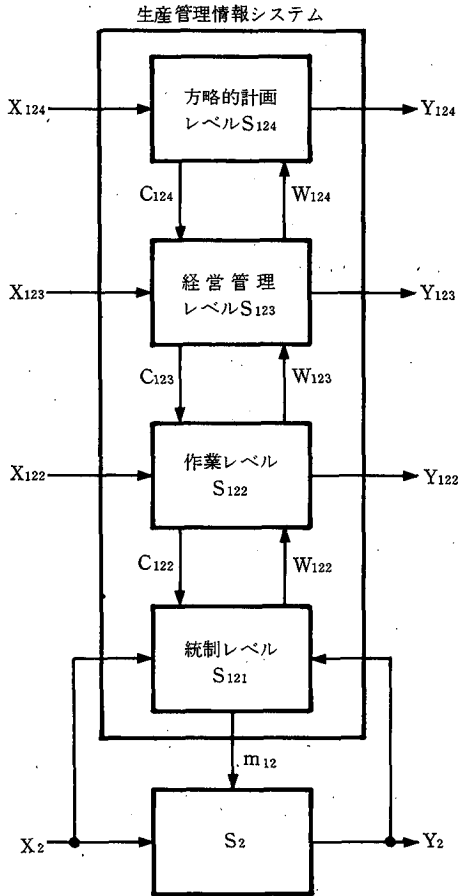 生産管理情報システム
X124
方略的計画
レベルS124
Y124
C124
W124
X123
経営管理
レベルS123
Y123
C123
W123
X122
作業レベル
S122
Y122
C122
W122
統制レベル
S121
m12
X2
S2
Y2